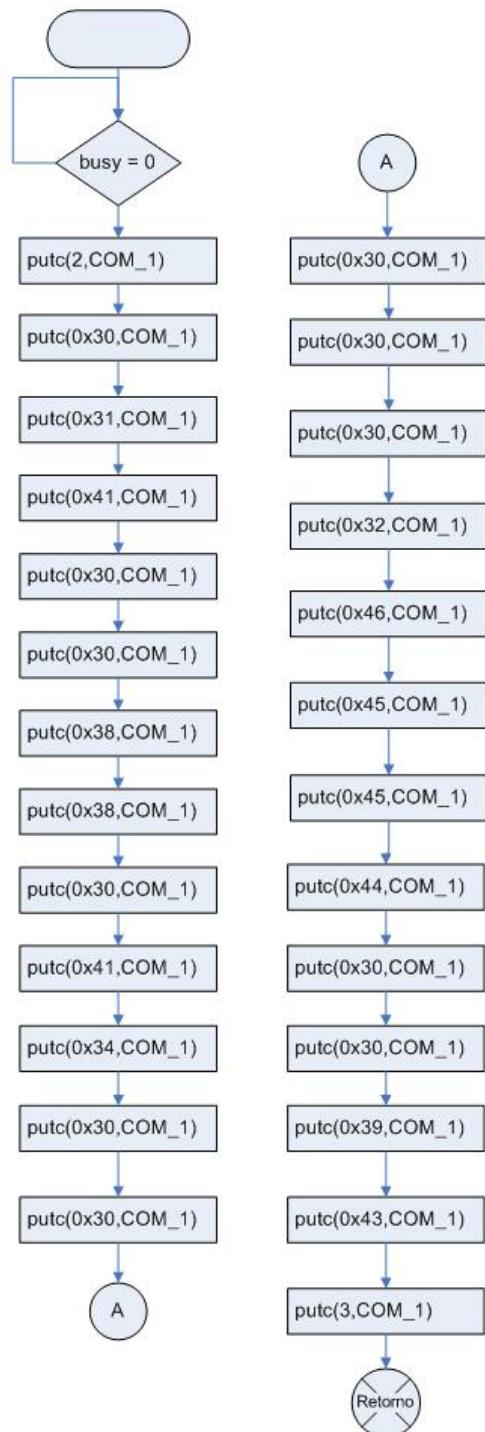 busy = 0
putc(2,COM_1)
putc(0x30,COM_1)
putc(0x31,COM_1)
putc(0x41,COM_1)
putc(0x30,COM_1)
putc(0x30,COM_1)
putc(0x38,COM_1)
putc(0x38,COM_1)
putc(0x30,COM_1)
putc(0x41,COM_1)
putc(0x34,COM_1)
putc(0x30,COM_1)
putc(0x30,COM_1)
A
A
putc(0x30,COM_1)
putc(0x30,COM_1)
putc(0x30,COM_1)
putc(0x32,COM_1)
putc(0x46,COM_1)
putc(0x45,COM_1)
putc(0x45,COM_1)
putc(0x44,COM_1)
putc(0x30,COM_1)
putc(0x30,COM_1)
putc(0x39,COM_1)
putc(0x43,COM_1)
putc(3,COM_1)
Retorno